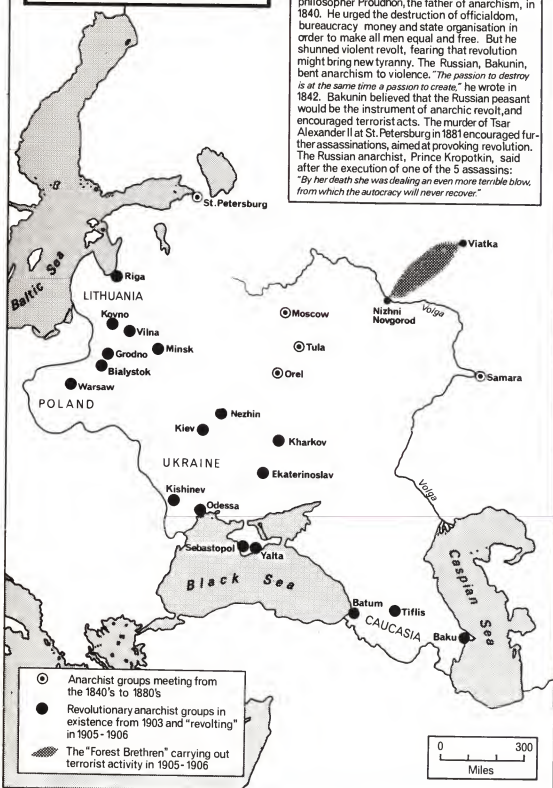 philosopher Proudhon, the father of anarchism, in
1840. He urged the destruction of officialdom,
bureaucracy money and state organisation in
order to make all men equal and free. But he
shunned violent revolt, fearing that revolution
might bring new tyranny. The Russian, Bakunin,
bent anarchism to violence. "The passion to destroy
is at the same time a passion to create," he wrote in
1842. Bakunin believed that the Russian peasant
would be the instrument of anarchic revolt, and
encouraged terrorist acts. The murder of Tsar
Alexander II at St. Petersburg in 1881 encouraged fur-
ther assassinations, aimed at provoking revolution.
The Russian anarchist, Prince Kropotkin, said
after the execution of one of the 5 assassins:
"By her death she was dealing an even more terrible blow,
from which the autocracy will never recover."
St. Petersburg
Viatka
Baltic Sea
Riga
LITHUANIA
Nizhni
Novgorod
Volga
Moscow
Kovno
Vilna
Tula
Minsk
Grodno
Bialystok
Orel
Samara
Warsaw
POLAND
Nezhin
Kiev
Kharkov
UKRAINE
Ekaterinoslav
Kishinev
Volga
Odessa
Sebastopol
Yalta
Caspian Sea
Black Sea
Batum
Tiflis
CAUCASIA
Baku
Anarchist groups meeting from
the 1840's to 1880's
Revolutionary anarchist groups in
existence from 1903 and "revolting"
in 1905-1906
The "Forest Brethren" carrying out
terrorist activity in 1905-1906
0 300
Miles